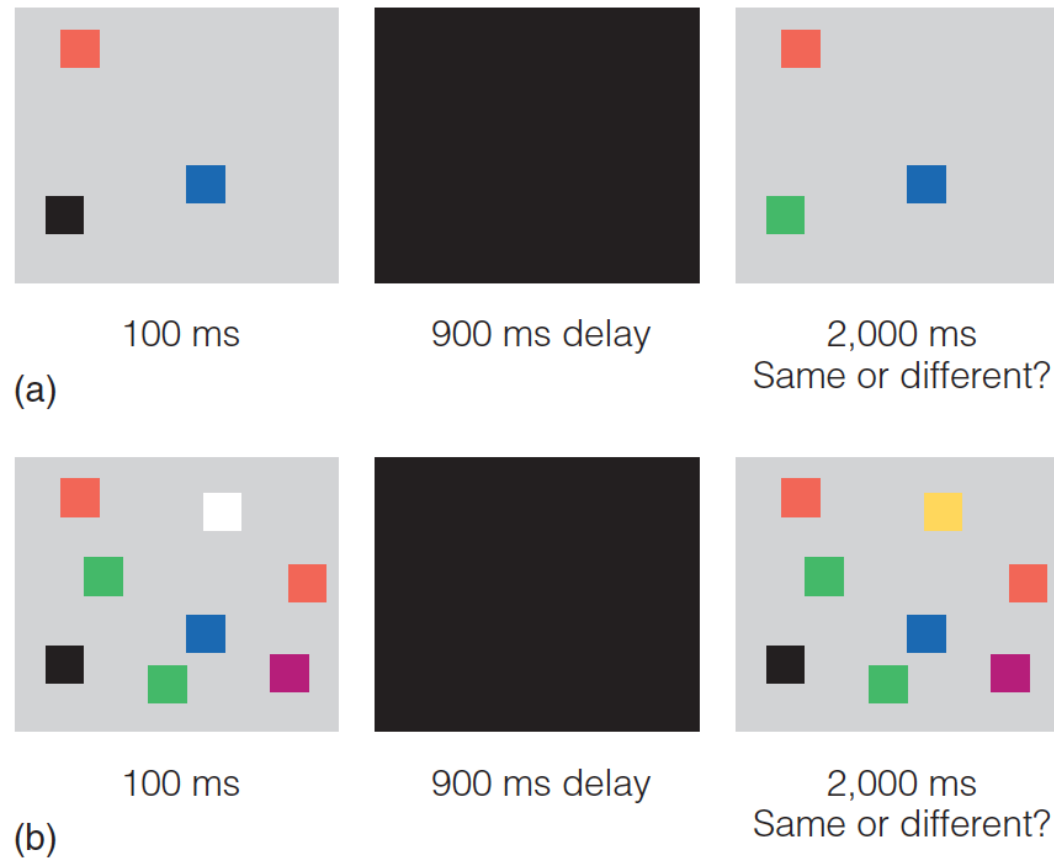 100 ms
900 ms delay
2,000 ms
Same or different?
(a)
100 ms
900 ms delay
2,000 ms
Same or different?
(b)